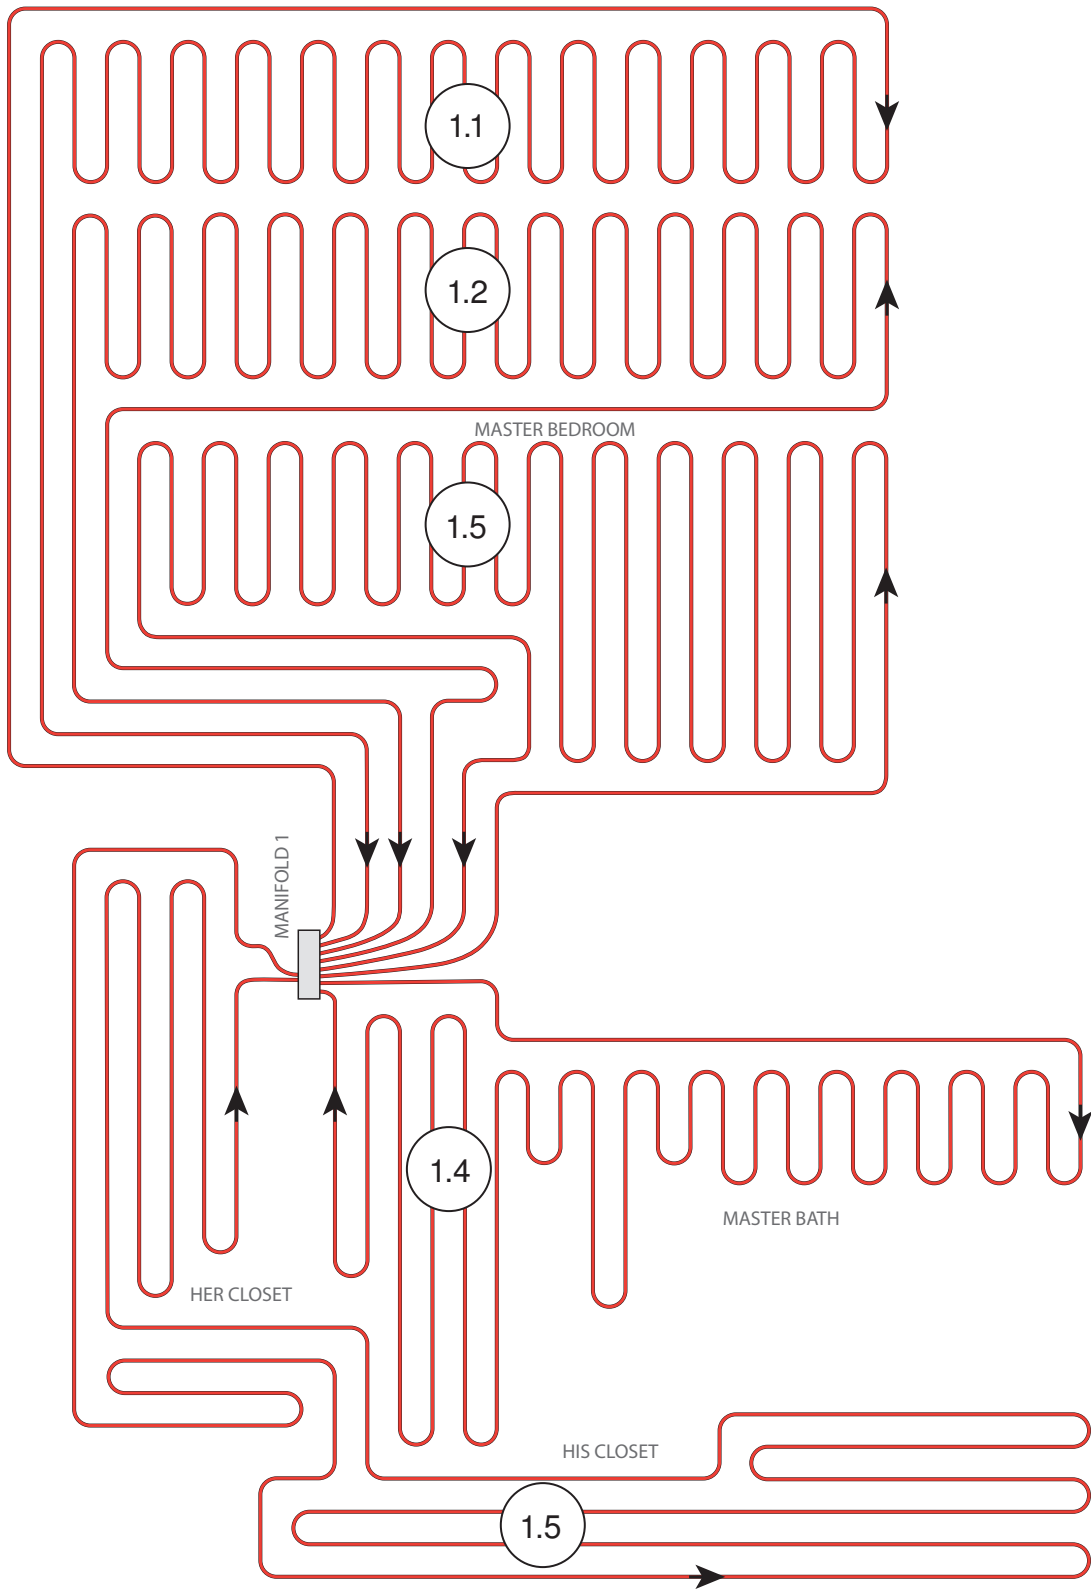 1.1
1.2
MASTER BEDROOM
1.5
MANIFOLD 1
1.4
MASTER BATH
HER CLOSET
HIS CLOSET
1.5